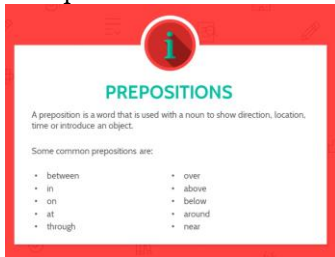 i
PREPOSITIONS
A preposition is a word that is used with a noun to show direction, location,
time or introduce an object.
Some common prepositions are:
• between
• in
• on
• at
• through
• over
• above
• below
• around
• near